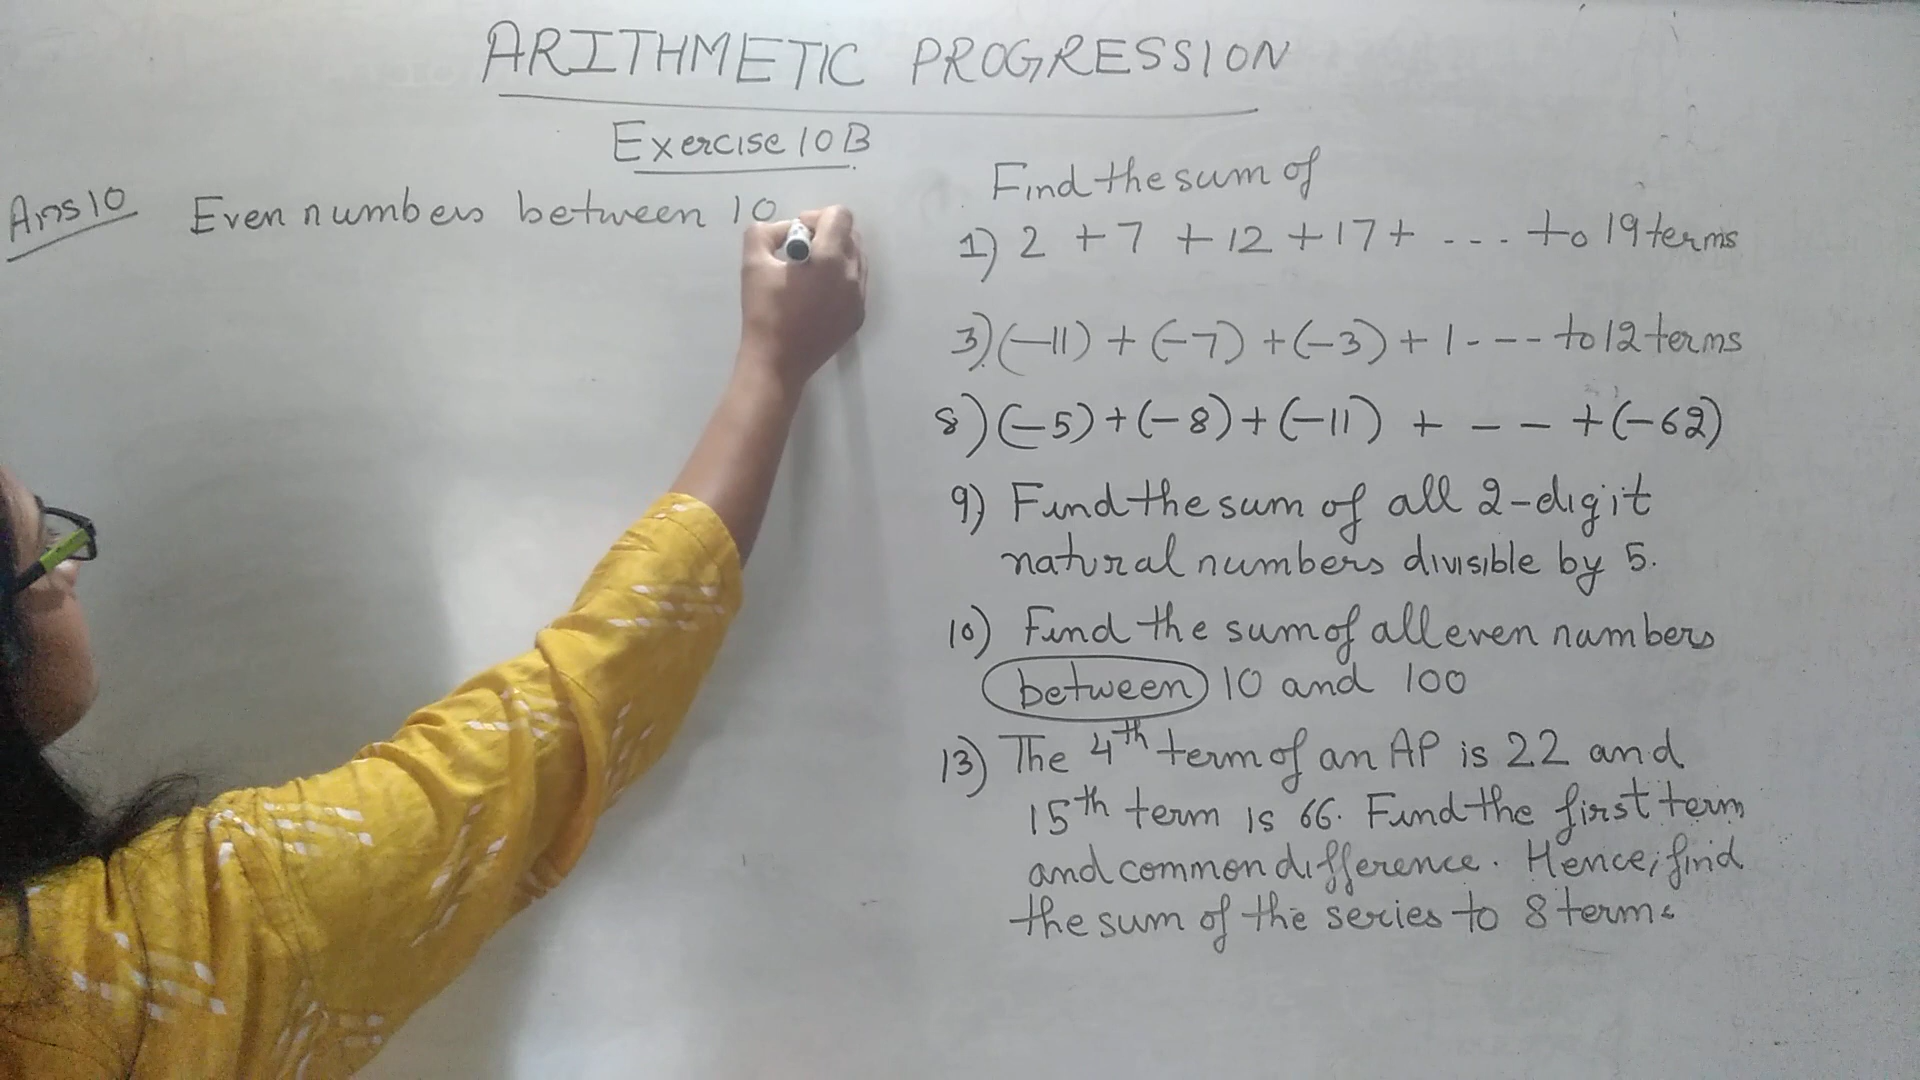 ARITHMETIC PROGRESSION
Exercise 10B
Ans10 Even numbers between 10
Find the sum of
1) 2 + 7 + 12 + 17 + --- to 19 terms
3) (-11) + (-7) + (-3) + 1 --- to 12 terms
8) (-5) + (-8) + (-11) + -- + (-62)
9) Find the sum of all 2-digit
natural numbers divisible by 5.
10) Find the sum of all even numbers
between 10 and 100
13) The 4th term of an AP is 22 and
15th term is 66. Find the first term
and common difference. Hence, find
the sum of the series to 8 terms